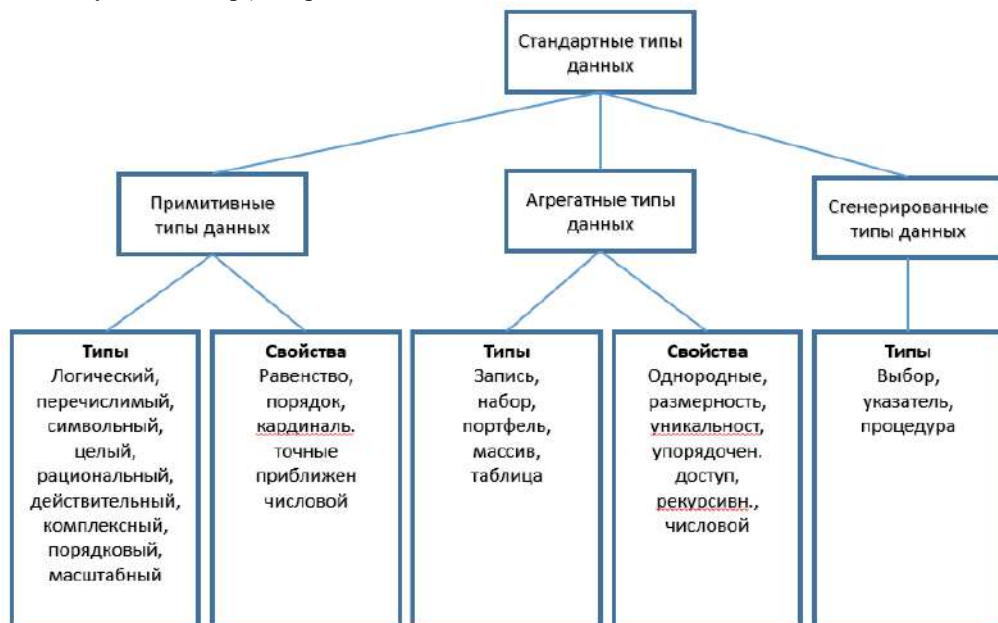 Стандартные типы
данных
Примитивные
типы данных
Агрегатные типы
данных
Сгенерированные
типы данных
Типы
Логический,
перечислимый,
символьный,
целый,
рациональный,
действительный,
комплексный,
порядковый,
масштабный
Свойства
Равенство,
порядок,
кардиналь.
точные
приближен
числовой
Типы
Запись,
набор,
портфель,
массив,
таблица
Свойства
Однородные,
размерность,
уникальност,
упорядочен.
доступ,
рекурсивн.,
числовой
Типы
Выбор,
указатель,
процедура